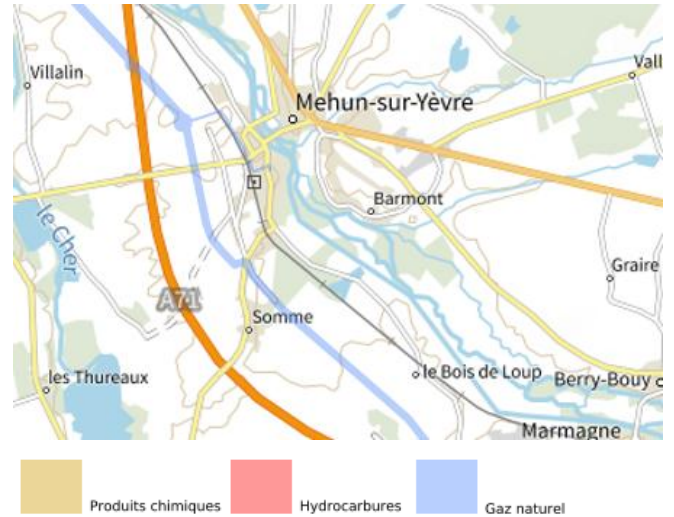 Villalin
Vall
Mehun-sur-Yèvre
Barmont
le Cher
Graire
A71
Somme
les Thureaux
le Bois de Loup
Berry-Bouy
Marmagne
Produits chimiques
Hydrocarbures
Gaz naturel